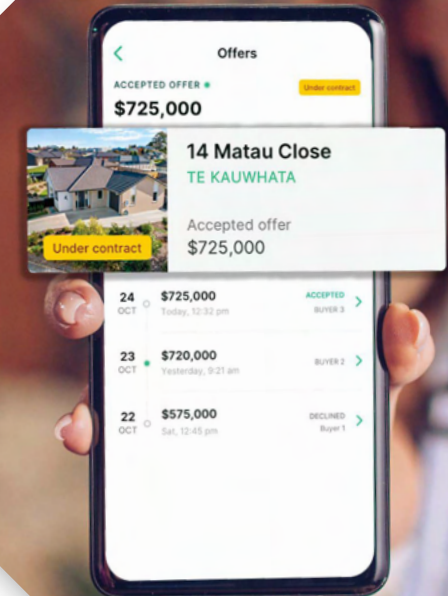 Offers
ACCEPTED OFFER
Under contract
$725,000
14 Matau Close
TE KAUWHATA
Under contract
Accepted offer
$725,000
24 OCT
$725,000
Today, 12:32 pm
ACCEPTED
BUYER 3
23 OCT
$720,000
Yesterday, 9:21 am
BUYER 2
22 OCT
$575,000
Sat, 12:45 pm
DECLINED
Buyer 1